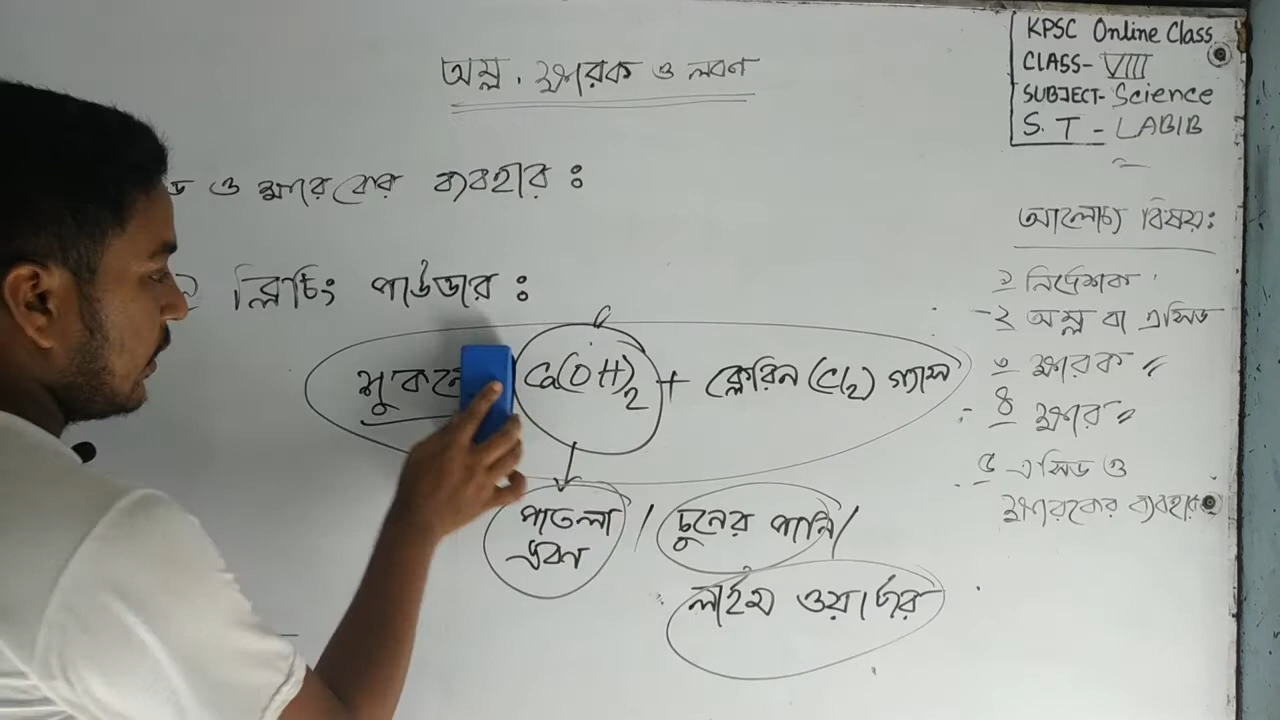 অম্ল, ক্ষারক ও লবণ
ও ক্ষারকের ব্যবহার ঃ
ব্লিচিং পাউডার ঃ
শুকনো Ca(OH)2 + ক্লোরিন (Cl2) গ্যাস
পাতলা / চুনের পানি /
দ্রবণ
লাইম ওয়াটার
KPSC Online Class
CLASS- VIII
SUBJECT- Science
S. T - LABIB
আলোচ্য বিষয়ঃ
১ নির্দেশক
২ অম্ল বা এসিড
৩ ক্ষারক "
৪ ক্ষার "
৫ এসিড ও
ক্ষারকের ব্যবহার